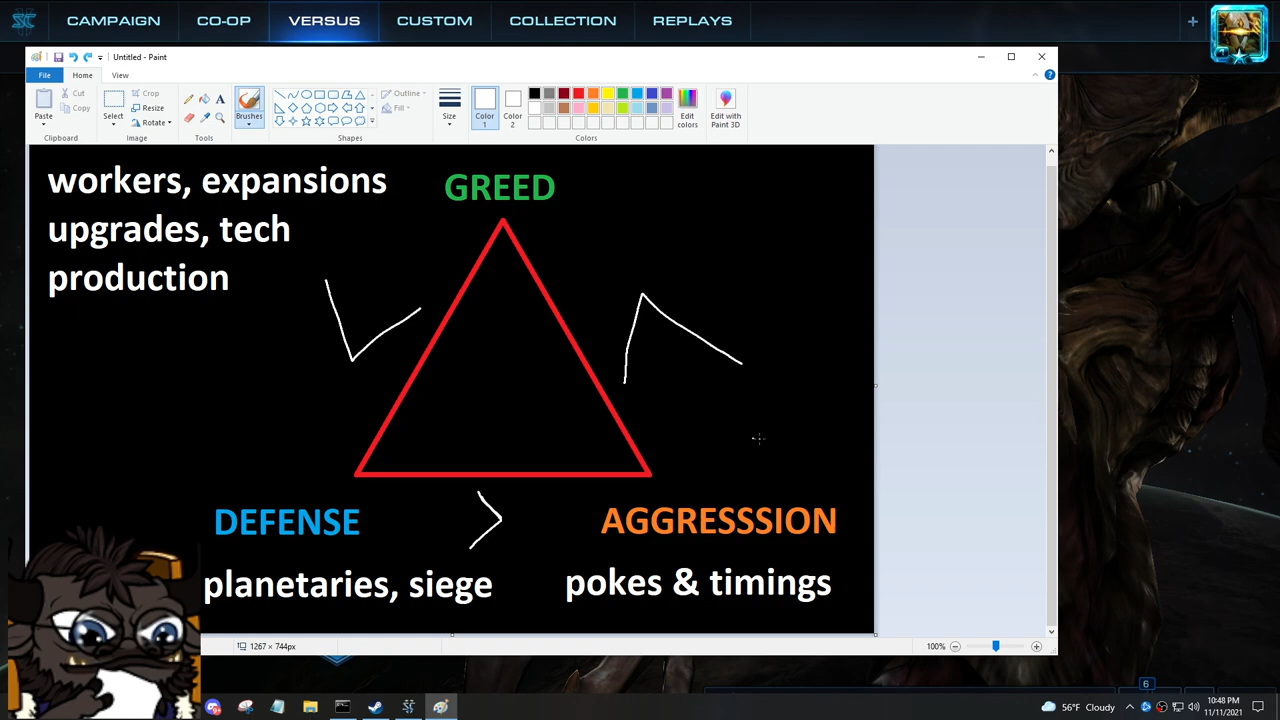 CAMPAIGN CO-OP VERSUS CUSTOM COLLECTION REPLAYS
Untitled - Paint
File Home View
Paste
Cut
Copy
Clipboard
Select
Crop
Resize
Rotate
Image
Tools
Brushes
Shapes
Outline
Fill
Size
Color 1
Color 2
Colors
Edit colors
Edit with Paint 3D
workers, expansions
upgrades, tech
production
GREED
DEFENSE
AGGRESSSION
planetaries, siege
pokes & timings
1267 × 744px
100%
6
56°F Cloudy
10:48 PM
11/11/2021